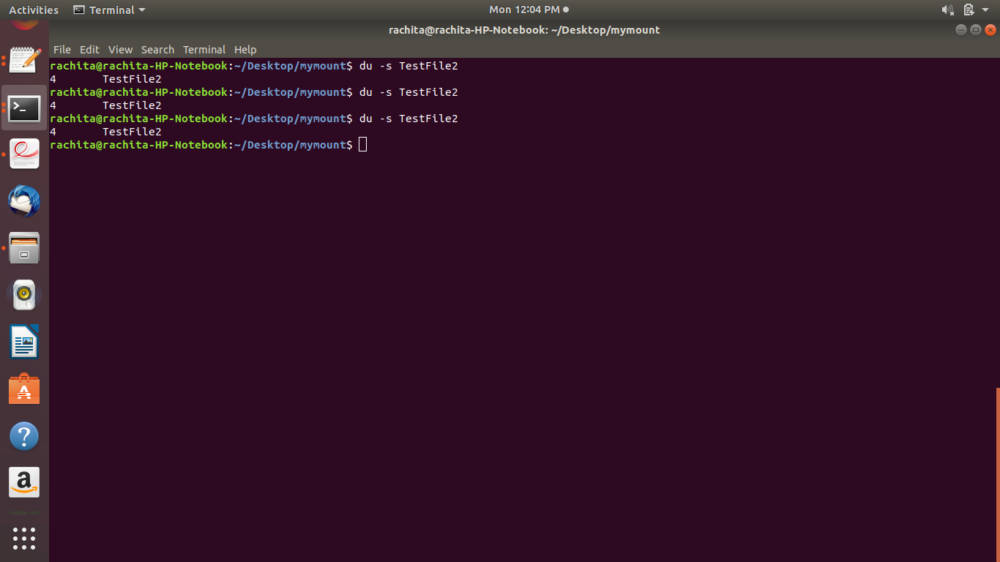 Activities Terminal Mon 12:04 PM
rachita@rachita-HP-Notebook: ~/Desktop/mymount
File Edit View Search Terminal Help
rachita@rachita-HP-Notebook:~/Desktop/mymount$ du -s TestFile2
4 TestFile2
rachita@rachita-HP-Notebook:~/Desktop/mymount$ du -s TestFile2
4 TestFile2
rachita@rachita-HP-Notebook:~/Desktop/mymount$ du -s TestFile2
4 TestFile2
rachita@rachita-HP-Notebook:~/Desktop/mymount$